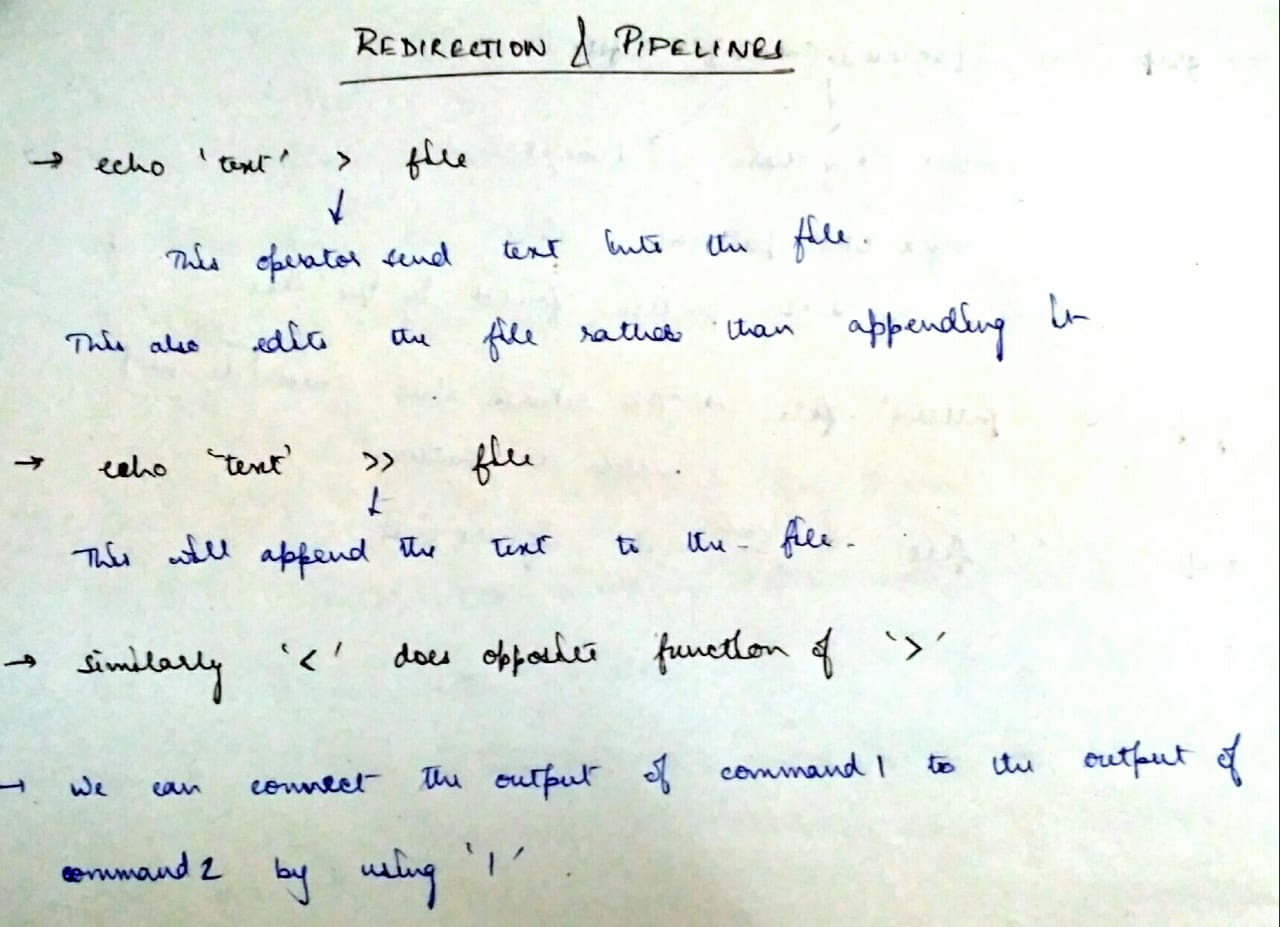 REDIRECTION & PIPELINES
→ echo 'text' > file
↓
This operator send text into the file.
This also edits the file rather than appending it
→ echo 'text' >> file
↓
This will append the text to the file.
→ similarly '<' does opposite function of '>'
→ we can connect the output of command 1 to the output of
command 2 by using '|'.